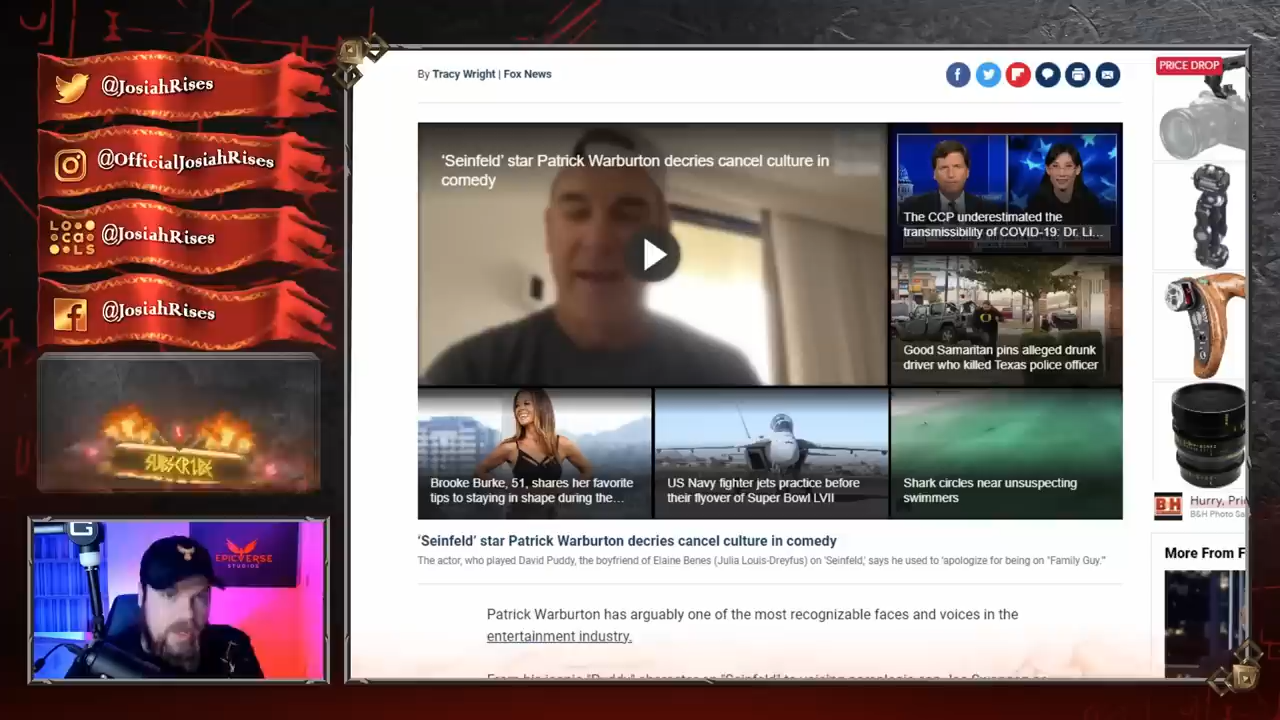 @JosiahRises
@OfficialJosiahRises
LOCALS
@JosiahRises
@JosiahRises
SUBSCRIBE
G
EPICVERSE
STUDIOS
By Tracy Wright | Fox News
‘Seinfeld’ star Patrick Warburton decries cancel culture in
comedy
The CCP underestimated the
transmissibility of COVID-19: Dr. Li...
Good Samaritan pins alleged drunk
driver who killed Texas police officer
Brooke Burke, 51, shares her favorite
tips to staying in shape during the...
US Navy fighter jets practice before
their flyover of Super Bowl LVII
Shark circles near unsuspecting
swimmers
‘Seinfeld’ star Patrick Warburton decries cancel culture in comedy
The actor, who played David Puddy, the boyfriend of Elaine Benes (Julia Louis-Dreyfus) on ‘Seinfeld,’ says he used to ‘apologize for being on “Family Guy.”
Patrick Warburton has arguably one of the most recognizable faces and voices in the
entertainment industry.
PRICE DROP
BH
Hurry, Pri
B&H Photo
More From F